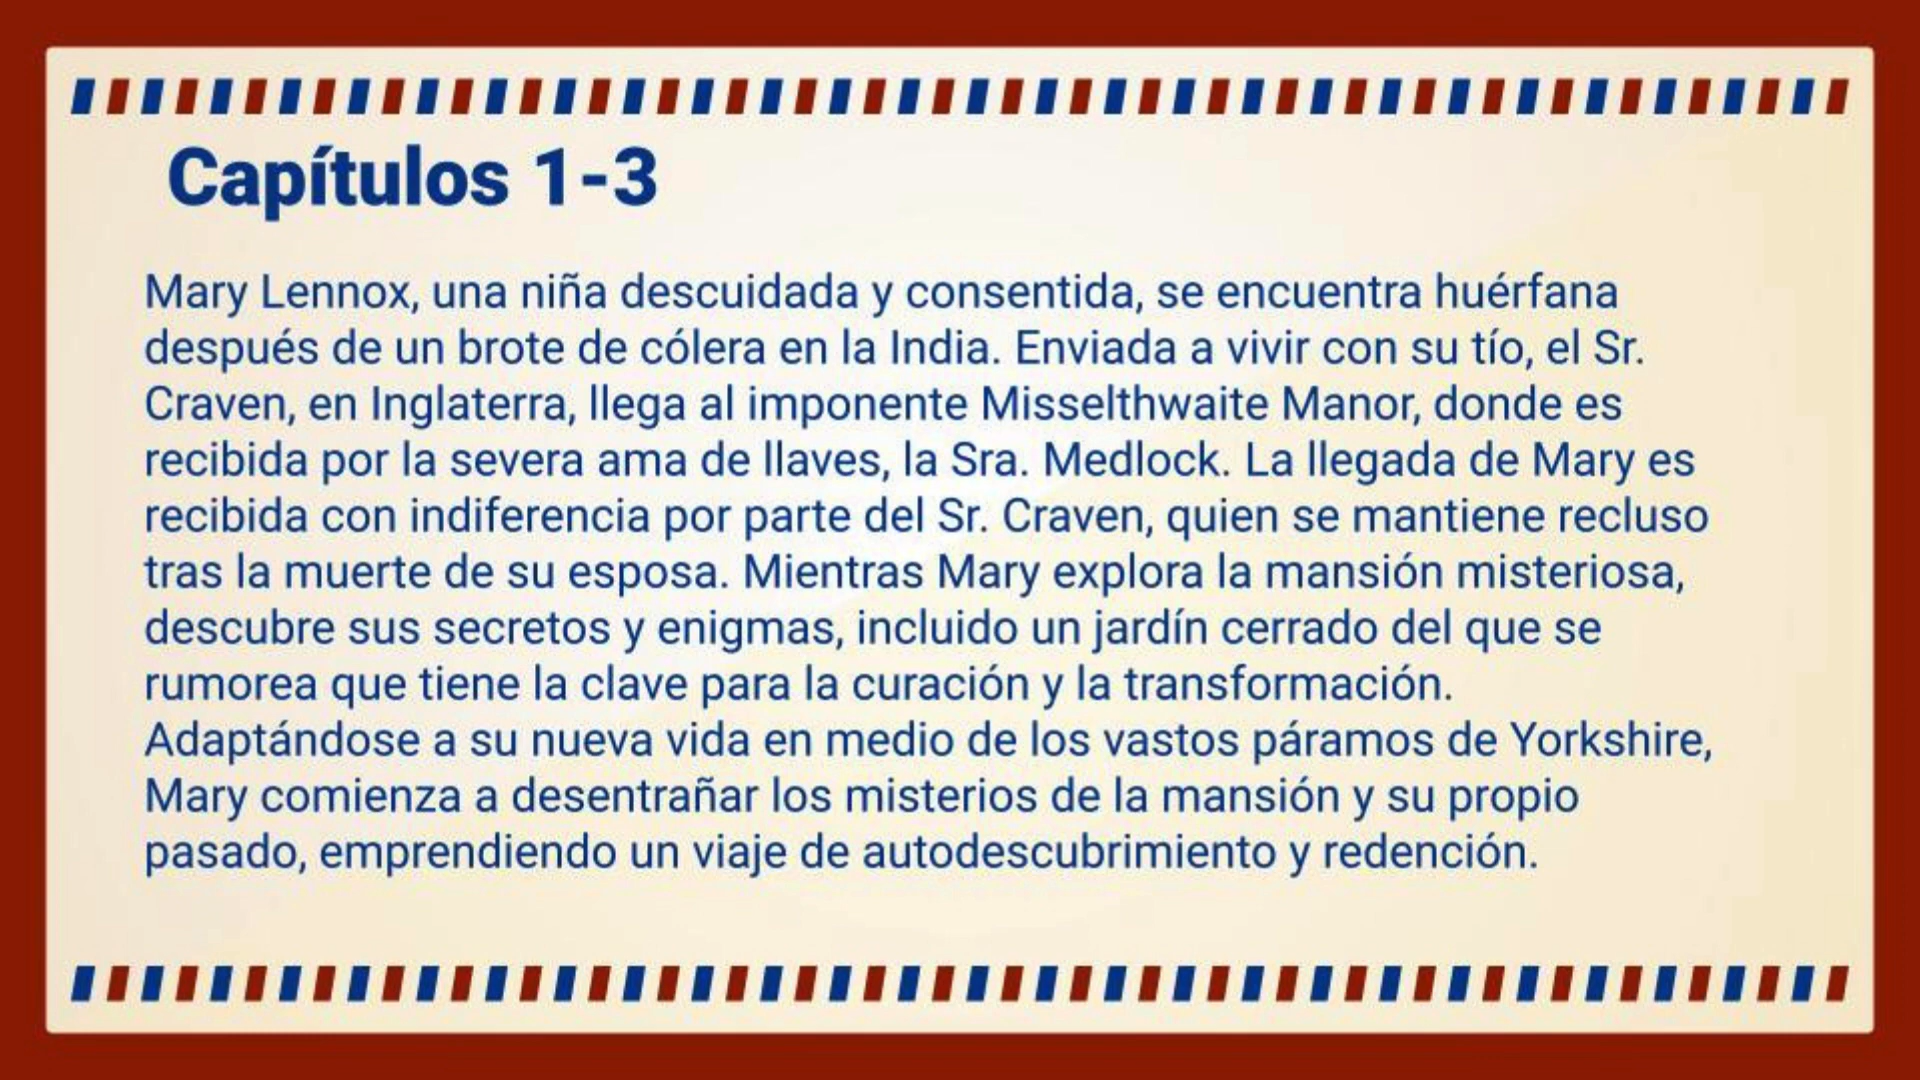 Capítulos 1-3
Mary Lennox, una niña descuidada y consentida, se encuentra huérfana
después de un brote de cólera en la India. Enviada a vivir con su tío, el Sr.
Craven, en Inglaterra, llega al imponente Misselthwaite Manor, donde es
recibida por la severa ama de llaves, la Sra. Medlock. La llegada de Mary es
recibida con indiferencia por parte del Sr. Craven, quien se mantiene recluso
tras la muerte de su esposa. Mientras Mary explora la mansión misteriosa,
descubre sus secretos y enigmas, incluido un jardín cerrado del que se
rumorea que tiene la clave para la curación y la transformación.
Adaptándose a su nueva vida en medio de los vastos páramos de Yorkshire,
Mary comienza a desentrañar los misterios de la mansión y su propio
pasado, emprendiendo un viaje de autodescubrimiento y redención.